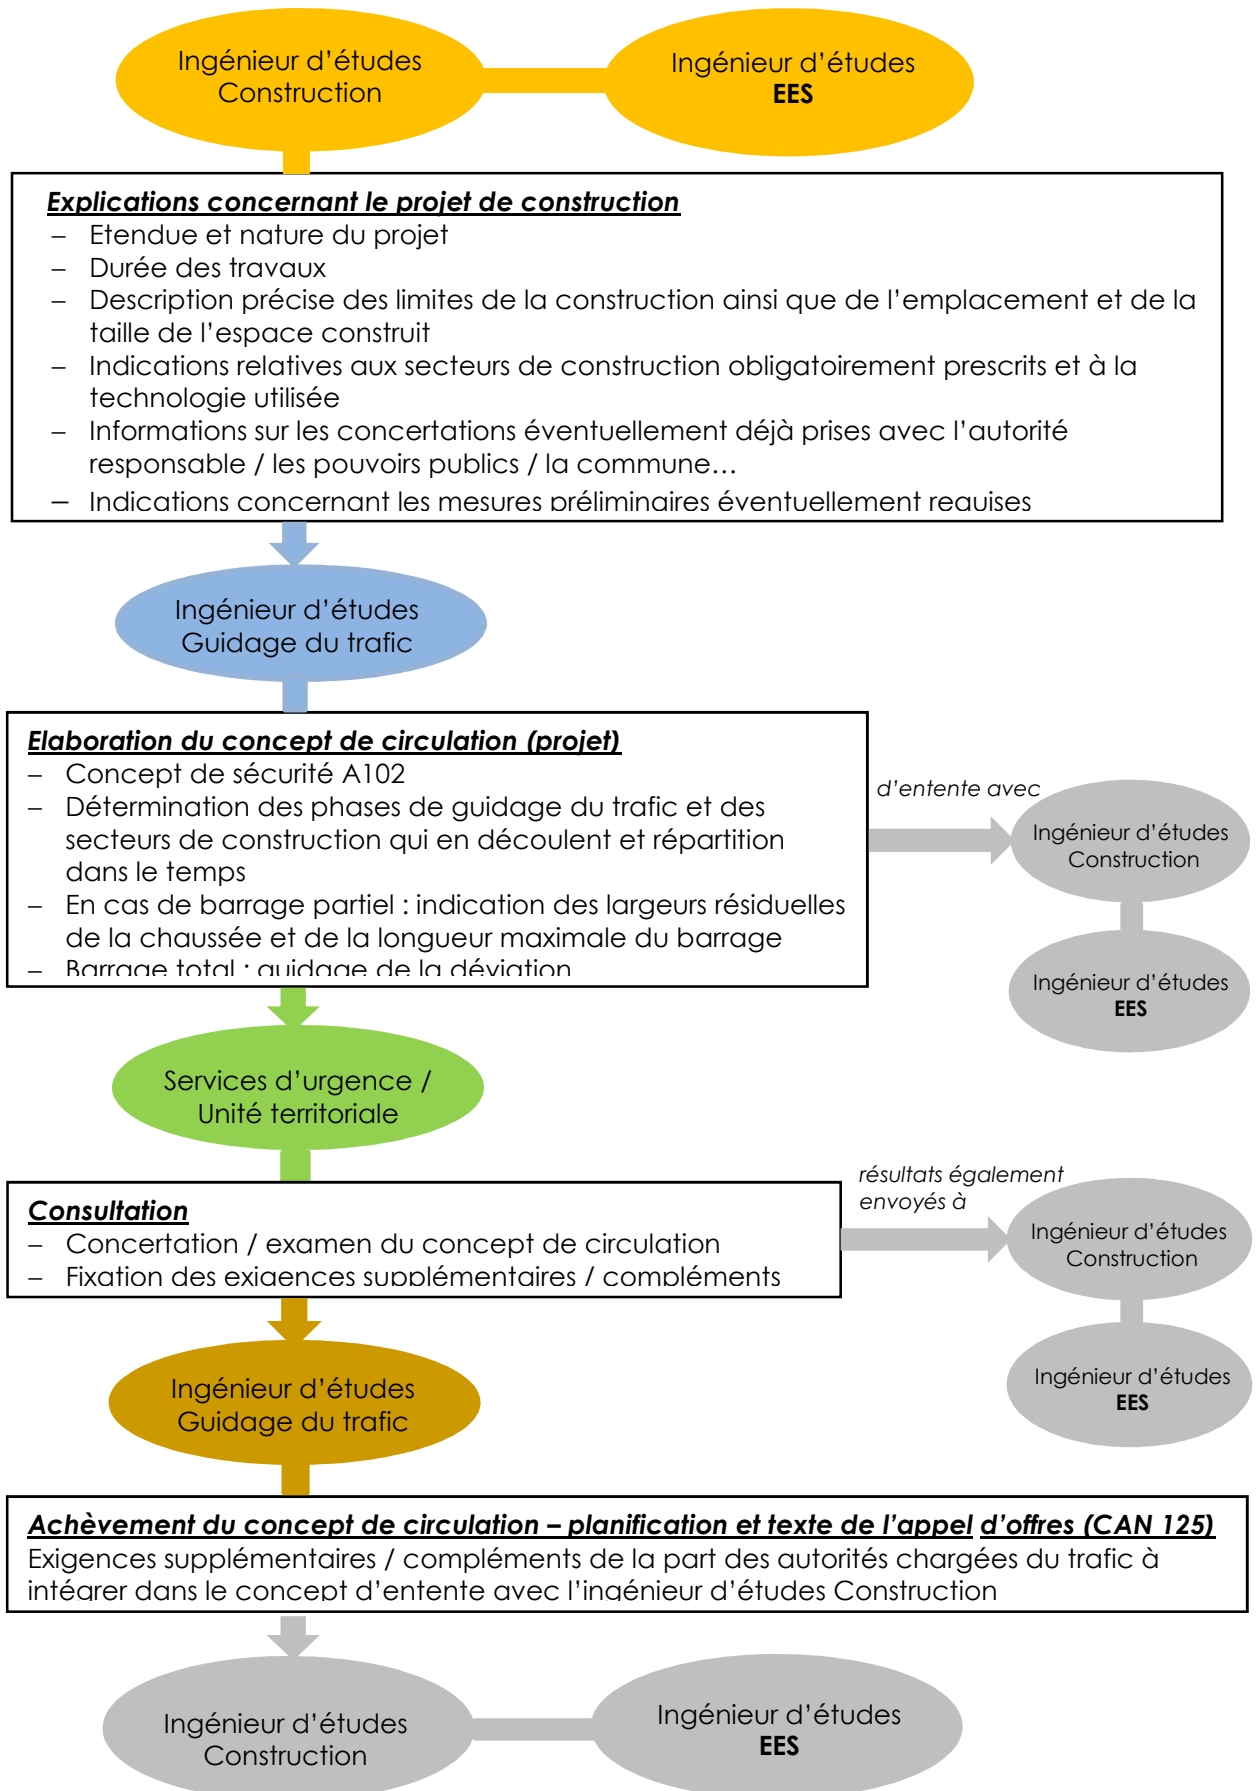 Ingénieur d’études
Construction
Ingénieur d’études
EES
Explications concernant le projet de construction
– Etendue et nature du projet
– Durée des travaux
– Description précise des limites de la construction ainsi que de l’emplacement et de la
taille de l’espace construit
– Indications relatives aux secteurs de construction obligatoirement prescrits et à la
technologie utilisée
– Informations sur les concertations éventuellement déjà prises avec l’autorité
responsable / les pouvoirs publics / la commune…
– Indications concernant les mesures préliminaires éventuellement requises
Ingénieur d’études
Guidage du trafic
Elaboration du concept de circulation (projet)
– Concept de sécurité A102
– Détermination des phases de guidage du trafic et des
secteurs de construction qui en découlent et répartition
dans le temps
– En cas de barrage partiel : indication des largeurs résiduelles
de la chaussée et de la longueur maximale du barrage
– Barrage total : guidage de la déviation
d’entente avec
Ingénieur d’études
Construction
Ingénieur d’études
EES
Services d’urgence /
Unité territoriale
Consultation
– Concertation / examen du concept de circulation
– Fixation des exigences supplémentaires / compléments
résultats également
envoyés à
Ingénieur d’études
Construction
Ingénieur d’études
EES
Ingénieur d’études
Guidage du trafic
Achèvement du concept de circulation – planification et texte de l’appel d’offres (CAN 125)
Exigences supplémentaires / compléments de la part des autorités chargées du trafic à
intégrer dans le concept d’entente avec l’ingénieur d’études Construction
Ingénieur d’études
Construction
Ingénieur d’études
EES